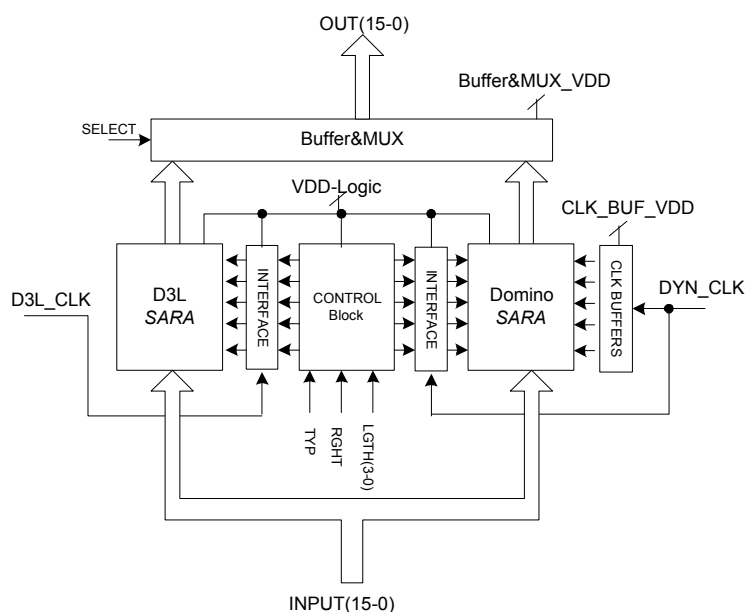 OUT(15-0)
Buffer&MUX_VDD
SELECT
Buffer&MUX
VDD-Logic
CLK_BUF_VDD
D3L_CLK
D3L
SARA
INTERFACE
CONTROL
Block
INTERFACE
Domino
SARA
CLK BUFFERS
DYN_CLK
TYP
RGHT
LGTH(3-0)
INPUT(15-0)